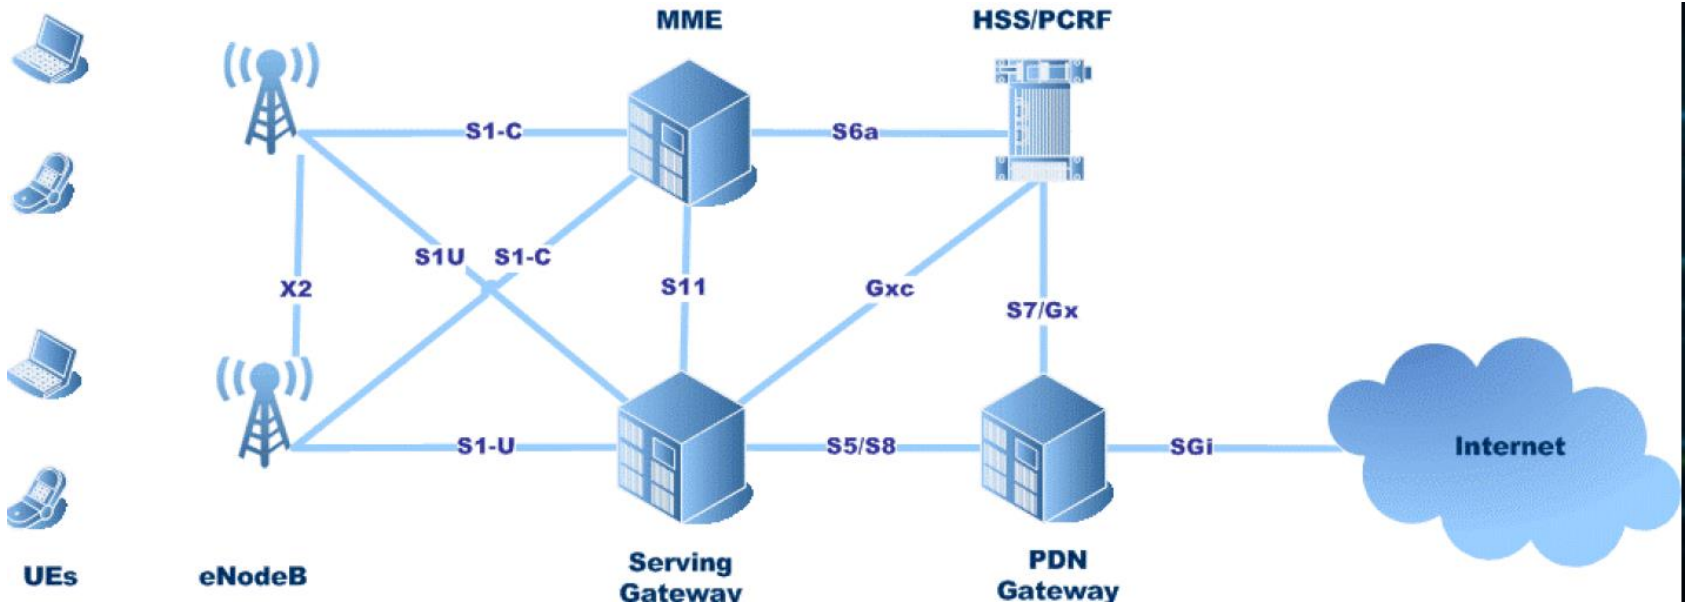 MME
HSS/PCRF
S1-C
S6a
S1U
S1-C
X2
S11
Gxc
S7/Gx
S1-U
S5/S8
SGi
Internet
UEs
eNodeB
Serving
Gateway
PDN
Gateway